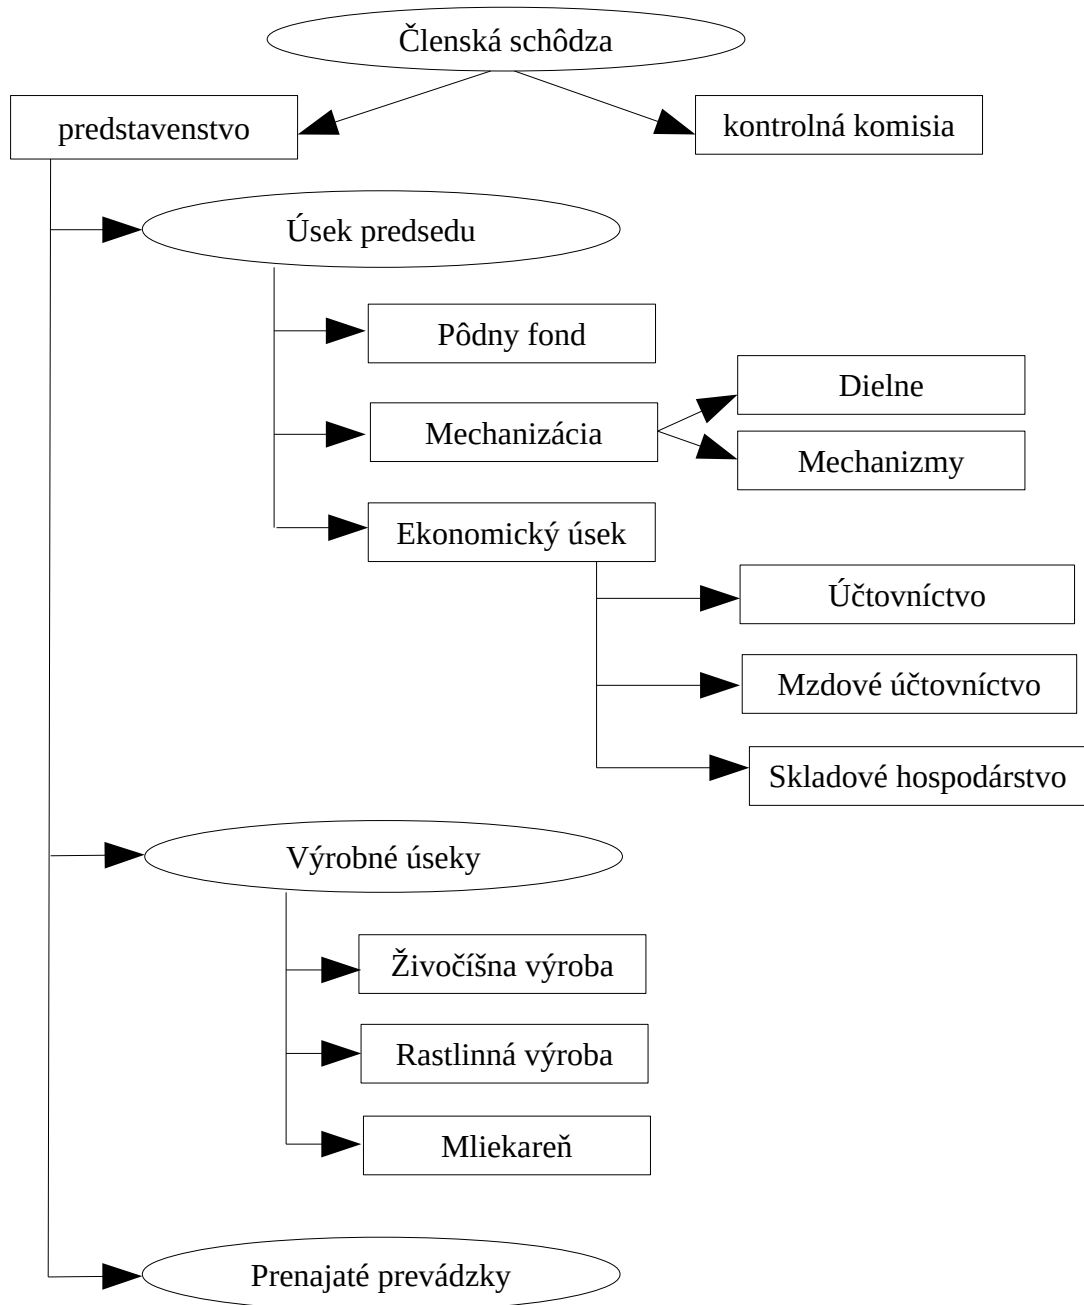 Členská schôdza
predstavenstvo
kontrolná komisia
Úsek predsedu
Pôdny fond
Dielne
Mechanizácia
Mechanizmy
Ekonomický úsek
Účtovníctvo
Mzdové účtovníctvo
Skladové hospodárstvo
Výrobné úseky
Živočíšna výroba
Rastlinná výroba
Mliekareň
Prenajaté prevádzky